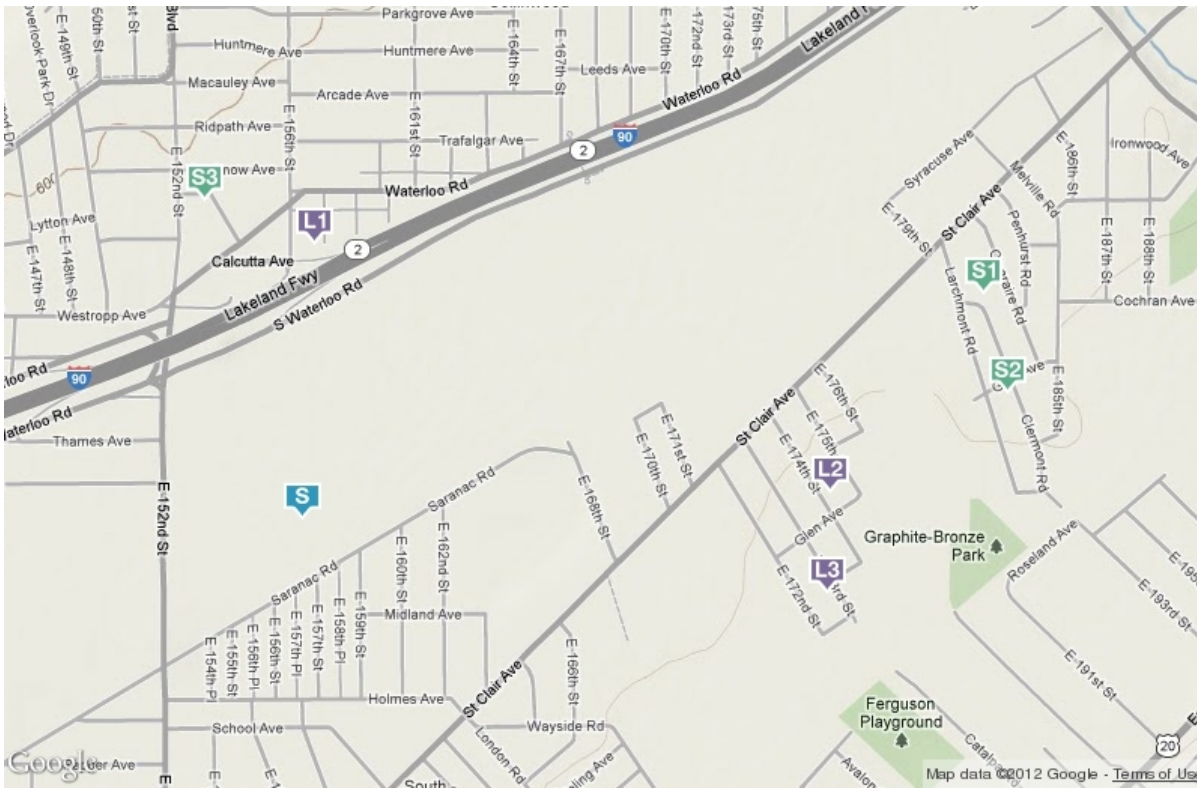 Parkgrove Ave
E 149th St
E 164th St
E 167th St
E 170th St
Huntmere Ave
Huntmere Ave
Leeds Ave
Macauley Ave
Arcade Ave
E 156th St
E 161st St
Waterloo Rd
90
Ridpath Ave
Trafalgar Ave
2
E 152nd St
S3
Waterloo Rd
Lytton Ave
L1
E 147th St
E 148th St
Calcutta Ave
2
Lakeland Fwy
S Waterloo Rd
Westropp Ave
90
Thames Ave
Syracuse Ave
Melville Rd
E 186th St
Ironwood Ave
E 179th St
St Clair Ave
Penhurst Rd
E 187th St
E 188th St
S1
Larchmont Rd
Cochran Ave
S2
E 185th St
Clermont Rd
E 176th St
St Clair Ave
E 174th St
L2
E 171st St
E 170th St
Glen Ave
L3
E 172nd St
Graphite-Bronze
Park
Roseland Ave
E 193rd St
E 191st St
S
Saranac Rd
E 168th St
E 152nd St
E 160th St
E 162nd St
Saranac Rd
E 159th St
E 158th Pl
E 157th St
E 157th Pl
E 156th St
E 156th Pl
E 155th St
E 154th Pl
Midland Ave
Holmes Ave
St Clair Ave
E 166th St
School Ave
Wayside Rd
London Rd
Ferguson
Playground
20
Google
South
Avalon
Map data ©2012 Google - Terms of Use